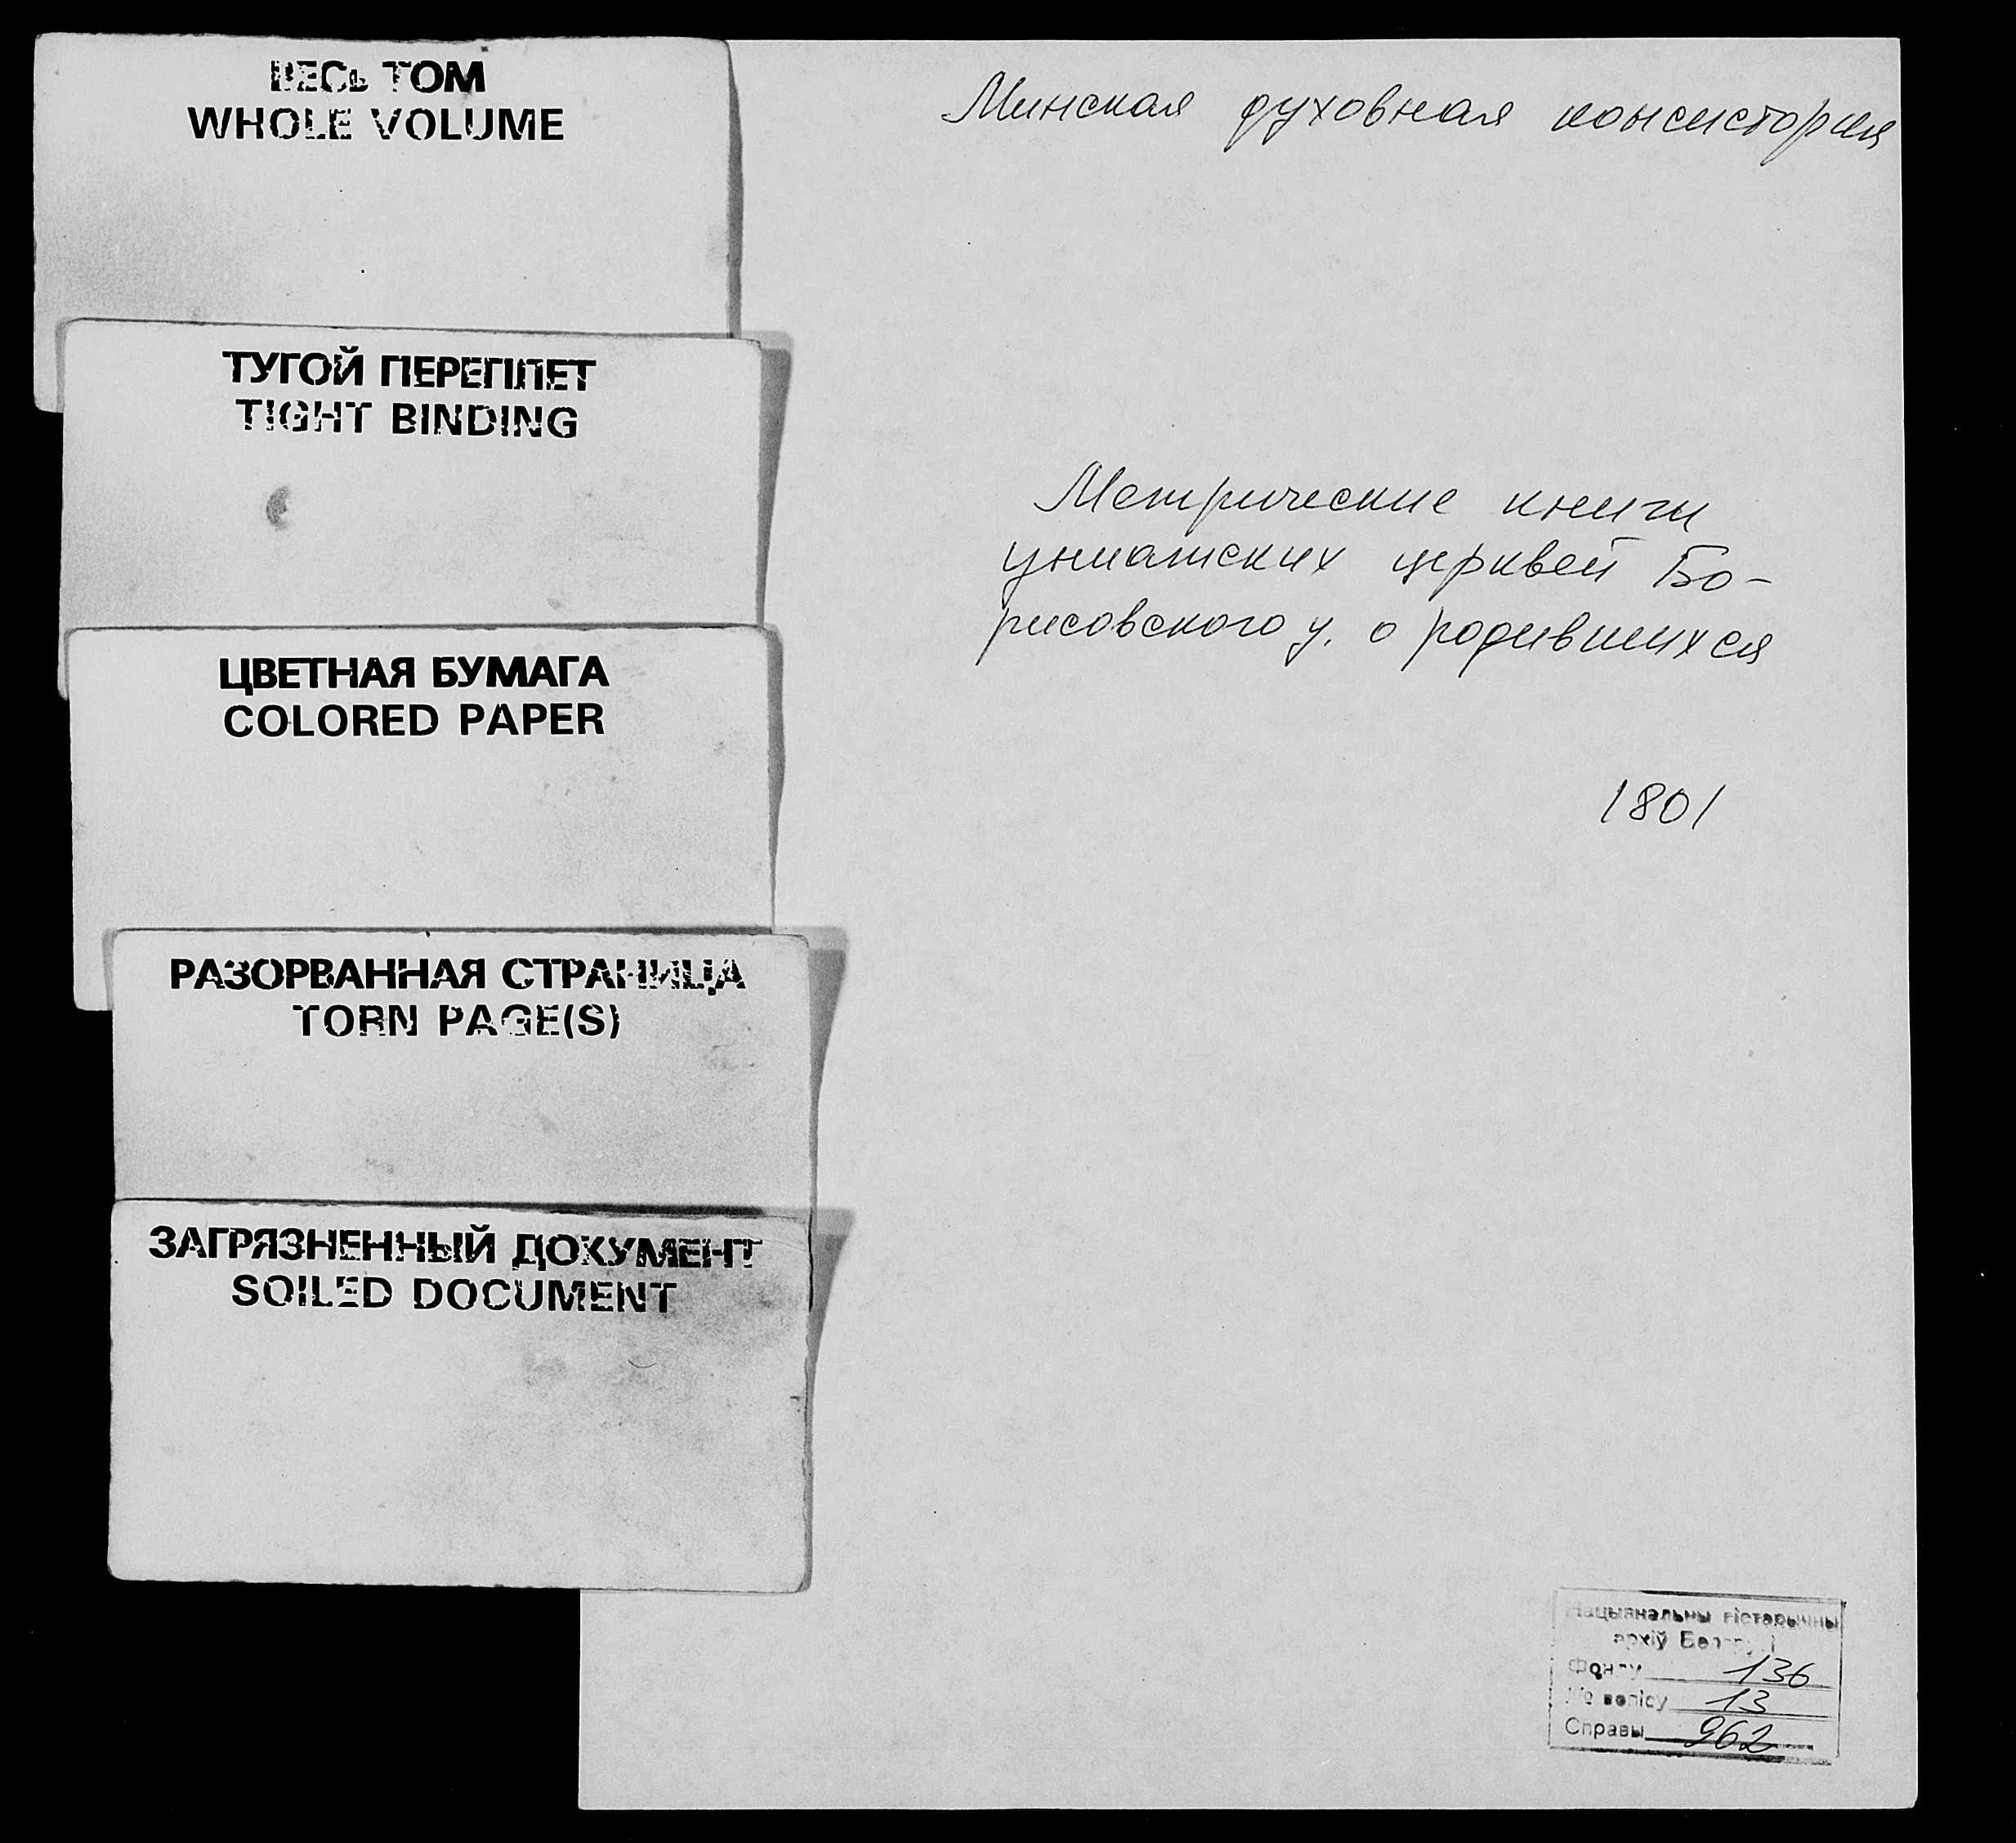 ВЕСЬ ТОМ
WHOLE VOLUME
ТУГОЙ ПЕРЕПЛЕТ
TIGHT BINDING
ЦВЕТНАЯ БУМАГА
COLORED PAPER
РАЗОРВАННАЯ СТРАНИЦА
TORN PAGE(S)
ЗАГРЯЗНЕННЫЙ ДОКУМЕНТ
SOILED DOCUMENT
Минская духовная консистория
Метрические книги
униатских церквей Бо-
рисовского у. о родившихся
1801
Нацыянальны гістарычны
архіў Беларусі
Фонду 136
№ вопісу 13
Справы 962